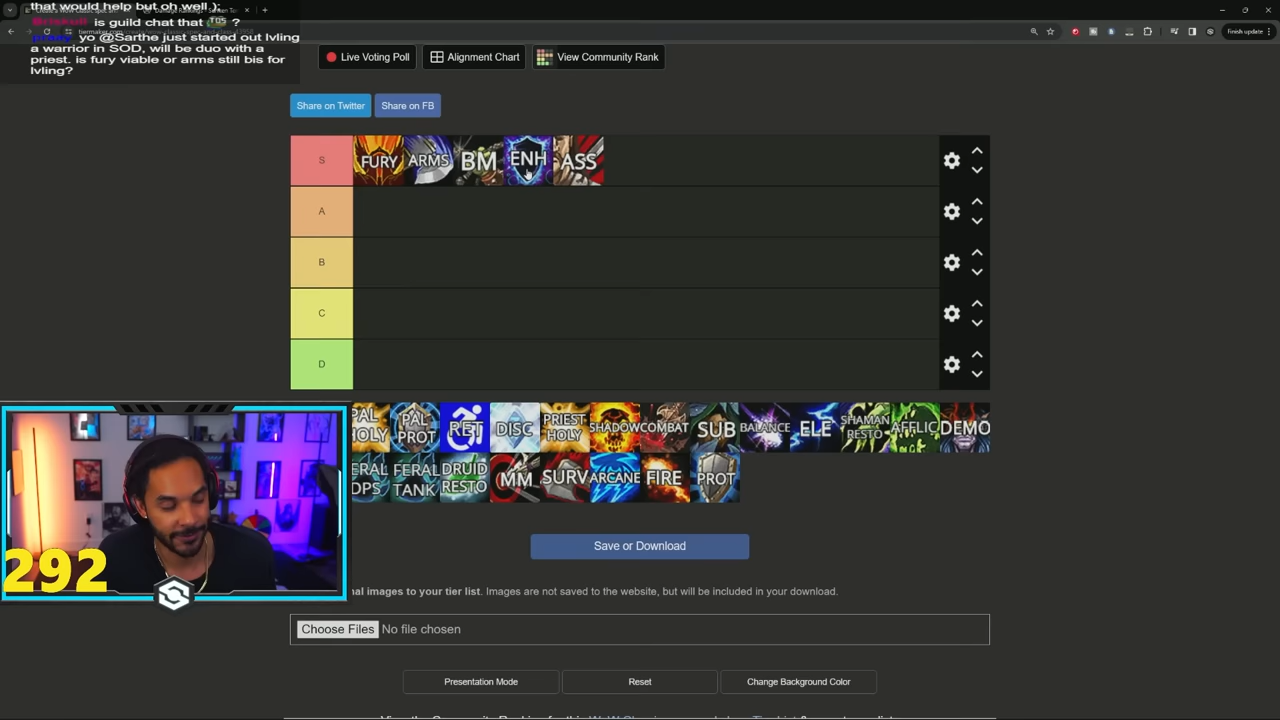 that would help but oh well ):
is guild chat that ?
yo @Sarthe just started out lvling
a warrior in SOD, will be duo with a
priest. is fury viable or arms still bis for
lvling?
Finish update
Live Voting Poll
Alignment Chart
View Community Rank
Share on Twitter
Share on FB
S
FURY
ARMS
BM
ENH
ASS
A
B
C
D
PAL
HOLY
PAL
PROT
RET
DISC
PRIEST
HOLY
SHADOW
COMBAT
SUB
BALANCE
ELE
SHAMAN
RESTO
AFFLIC
DEMO
ERAL
DPS
FERAL
TANK
DRUID
RESTO
MM
SURV
ARCANE
FIRE
PROT
Save or Download
nal images to your tier list. Images are not saved to the website, but will be included in your download.
Choose Files No file chosen
292
Presentation Mode
Reset
Change Background Color